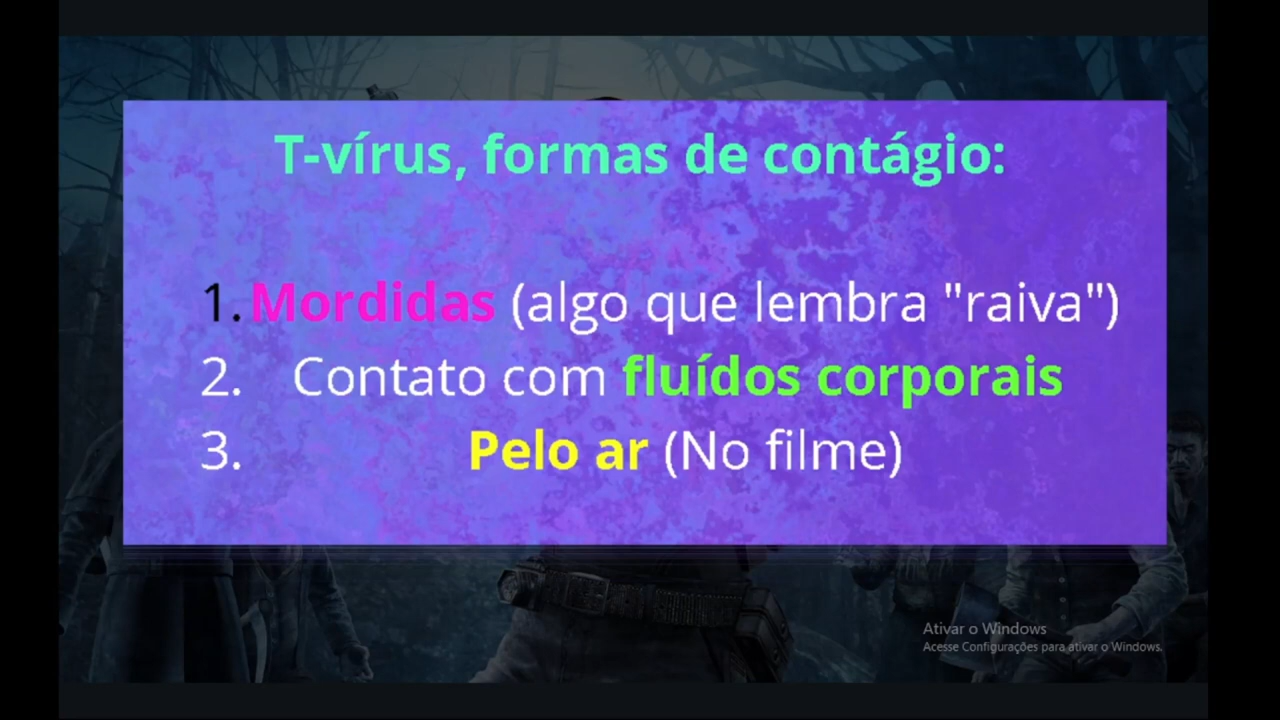 T-vírus, formas de contágio:
1. Mordidas (algo que lembra "raiva")
2. Contato com fluídos corporais
3. Pelo ar (No filme)
Ativar o Windows
Acesse Configurações para ativar o Windows.